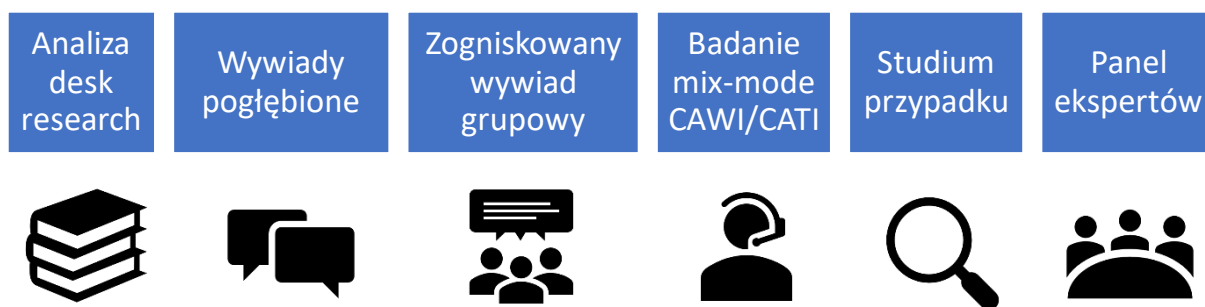 Analiza
desk
research
Wywiady
pogłębione
Zogniskowany
wywiad
grupowy
Badanie
mix-mode
CAWI/CATI
Studium
przypadku
Panel
ekspertów